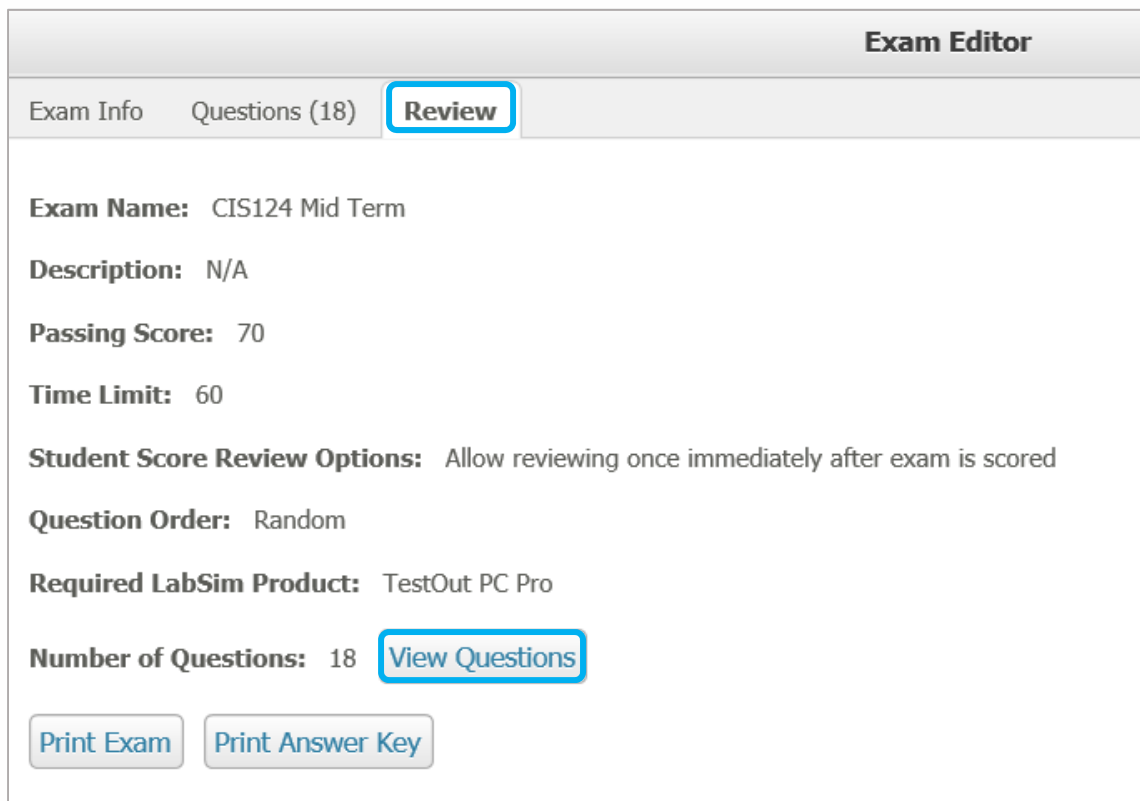 Exam Editor
Exam Info Questions (18) Review
Exam Name: CIS124 Mid Term
Description: N/A
Passing Score: 70
Time Limit: 60
Student Score Review Options: Allow reviewing once immediately after exam is scored
Question Order: Random
Required LabSim Product: TestOut PC Pro
Number of Questions: 18 View Questions
Print Exam Print Answer Key